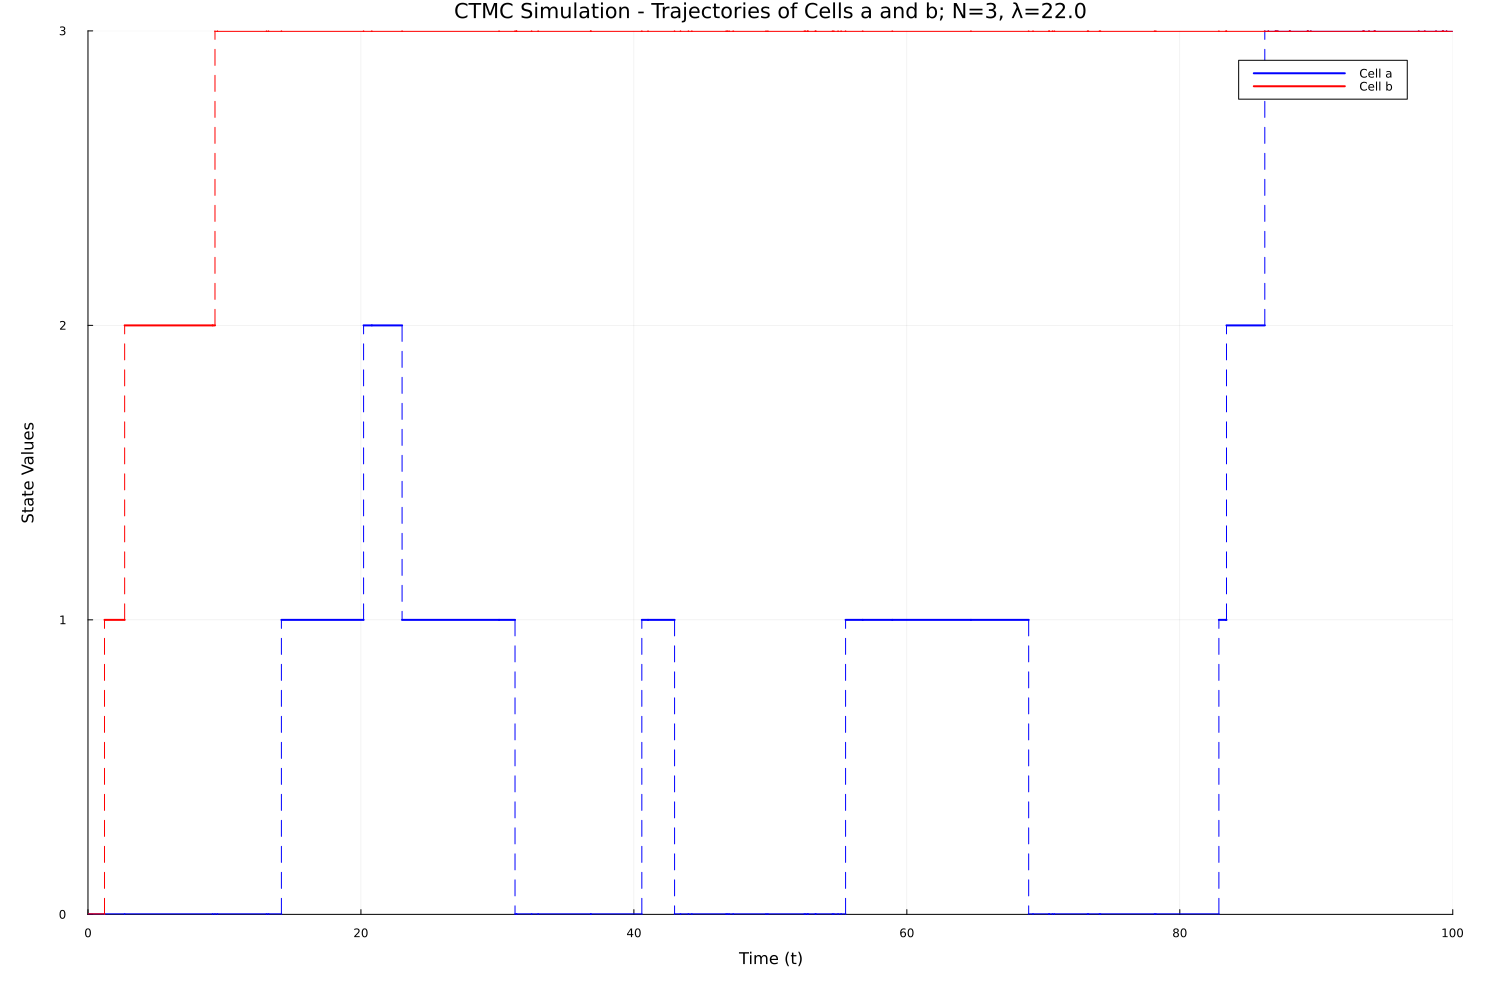 CTMC Simulation - Trajectories of Cells a and b; N=3, λ=22.0
3
Cell a
Cell b
2
State Values
1
0
0 20 40 60 80 100
Time (t)